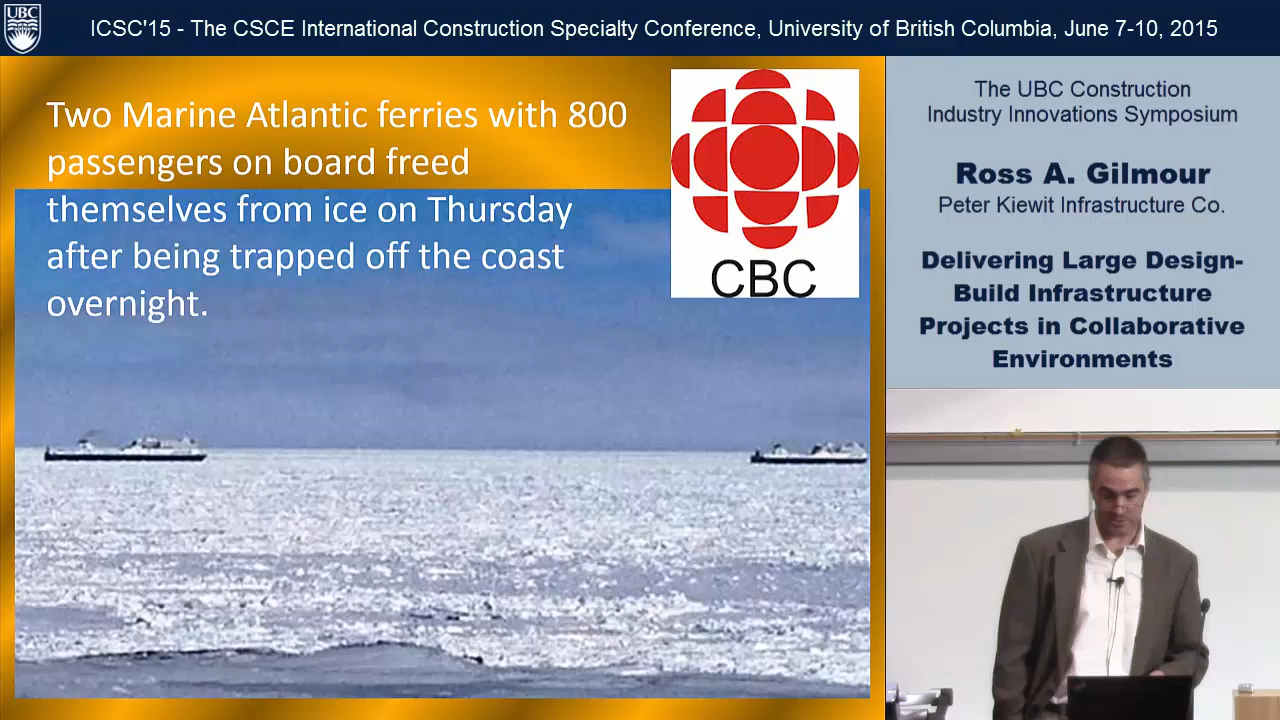 UBC
ICSC'15 - The CSCE International Construction Specialty Conference, University of British Columbia, June 7-10, 2015
Two Marine Atlantic ferries with 800
passengers on board freed
themselves from ice on Thursday
after being trapped off the coast
overnight.
CBC
The UBC Construction
Industry Innovations Symposium
Ross A. Gilmour
Peter Kiewit Infrastructure Co.
Delivering Large Design-
Build Infrastructure
Projects in Collaborative
Environments